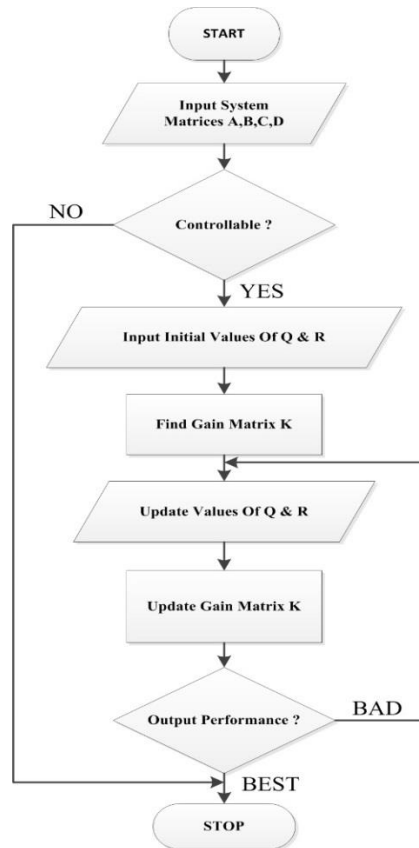 START
Input System
Matrices A,B,C,D
NO
Controllable ?
YES
Input Initial Values Of Q & R
Find Gain Matrix K
Update Values Of Q & R
Update Gain Matrix K
Output Performance ?
BAD
BEST
STOP